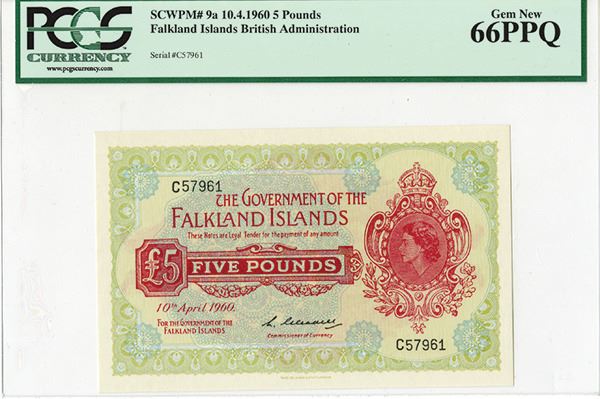 PCGS
CURRENCY
www.pcgscurrency.com
SCWPM# 9a 10.4.1960 5 Pounds
Falkland Islands British Administration
Serial #C57961
Gem New
66PPQ
C57961
THE GOVERNMENT OF THE
FALKLAND ISLANDS
These Notes are Legal Tender for the payment of any amount
£5 FIVE POUNDS
10th April 1960.
FOR THE GOVERNMENT OF THE
FALKLAND ISLANDS
Commissioner of Currency
C57961